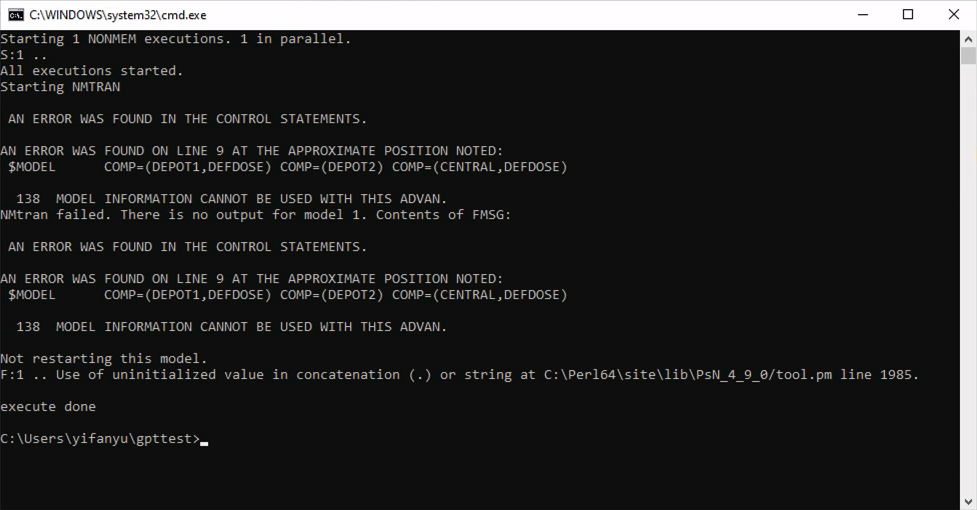 C:\WINDOWS\system32\cmd.exe
Starting 1 NONMEM executions. 1 in parallel.
S:1 ..
All executions started.
Starting NMTRAN
AN ERROR WAS FOUND IN THE CONTROL STATEMENTS.
AN ERROR WAS FOUND ON LINE 9 AT THE APPROXIMATE POSITION NOTED:
$MODEL      COMP=(DEPOT1,DEFDOSE) COMP=(DEPOT2) COMP=(CENTRAL,DEFDOSE)
138  MODEL INFORMATION CANNOT BE USED WITH THIS ADVAN.
NMtran failed. There is no output for model 1. Contents of FMSG:
AN ERROR WAS FOUND IN THE CONTROL STATEMENTS.
AN ERROR WAS FOUND ON LINE 9 AT THE APPROXIMATE POSITION NOTED:
$MODEL      COMP=(DEPOT1,DEFDOSE) COMP=(DEPOT2) COMP=(CENTRAL,DEFDOSE)
138  MODEL INFORMATION CANNOT BE USED WITH THIS ADVAN.
Not restarting this model.
F:1 .. Use of uninitialized value in concatenation (.) or string at C:\Perl64\site\lib\PsN_4_9_0/tool.pm line 1985.
execute done
C:\Users\yifanyu\gpttest>